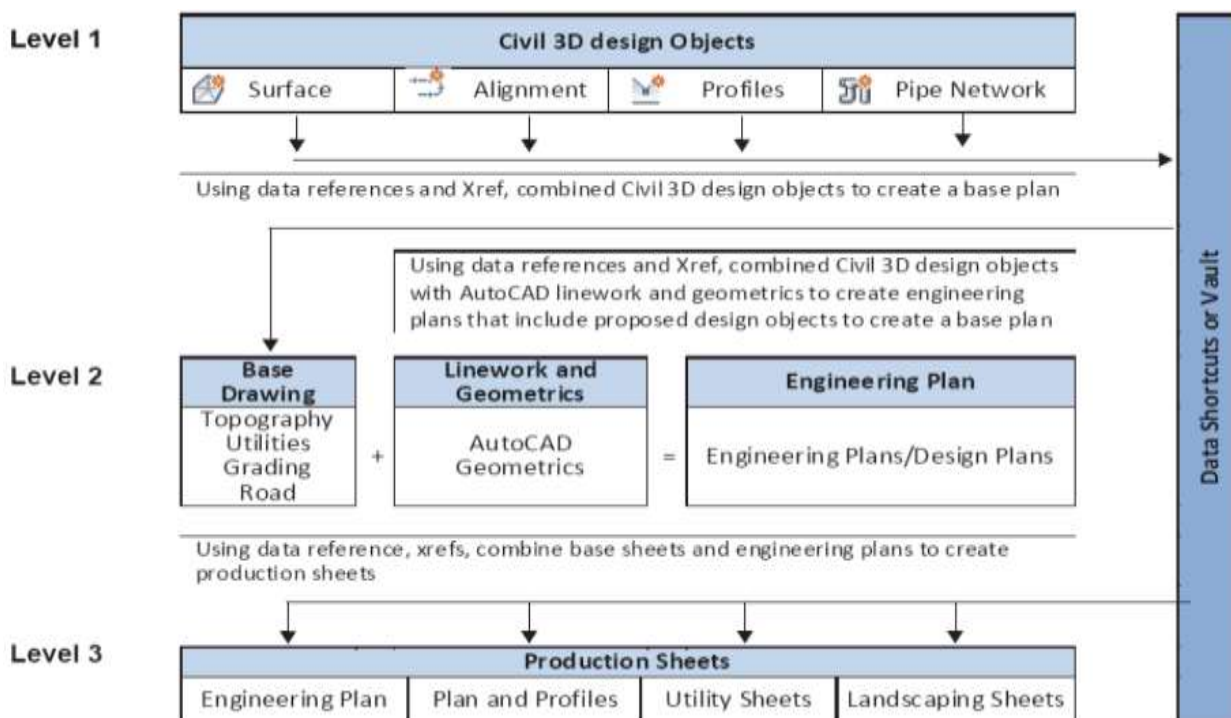 Level 1
Civil 3D design Objects
Surface
Alignment
Profiles
Pipe Network
Using data references and Xref, combined Civil 3D design objects to create a base plan
Using data references and Xref, combined Civil 3D design objects
with AutoCAD linework and geometrics to create engineering
plans that include proposed design objects to create a base plan
Level 2
Base
Drawing
Topography
Utilities
Grading
Road
+
Linework and
Geometrics
AutoCAD
Geometrics
=
Engineering Plan
Engineering Plans/Design Plans
Using data reference, xrefs, combine base sheets and engineering plans to create
production sheets
Level 3
Production Sheets
Engineering Plan
Plan and Profiles
Utility Sheets
Landscaping Sheets
Data Shortcuts or Vault